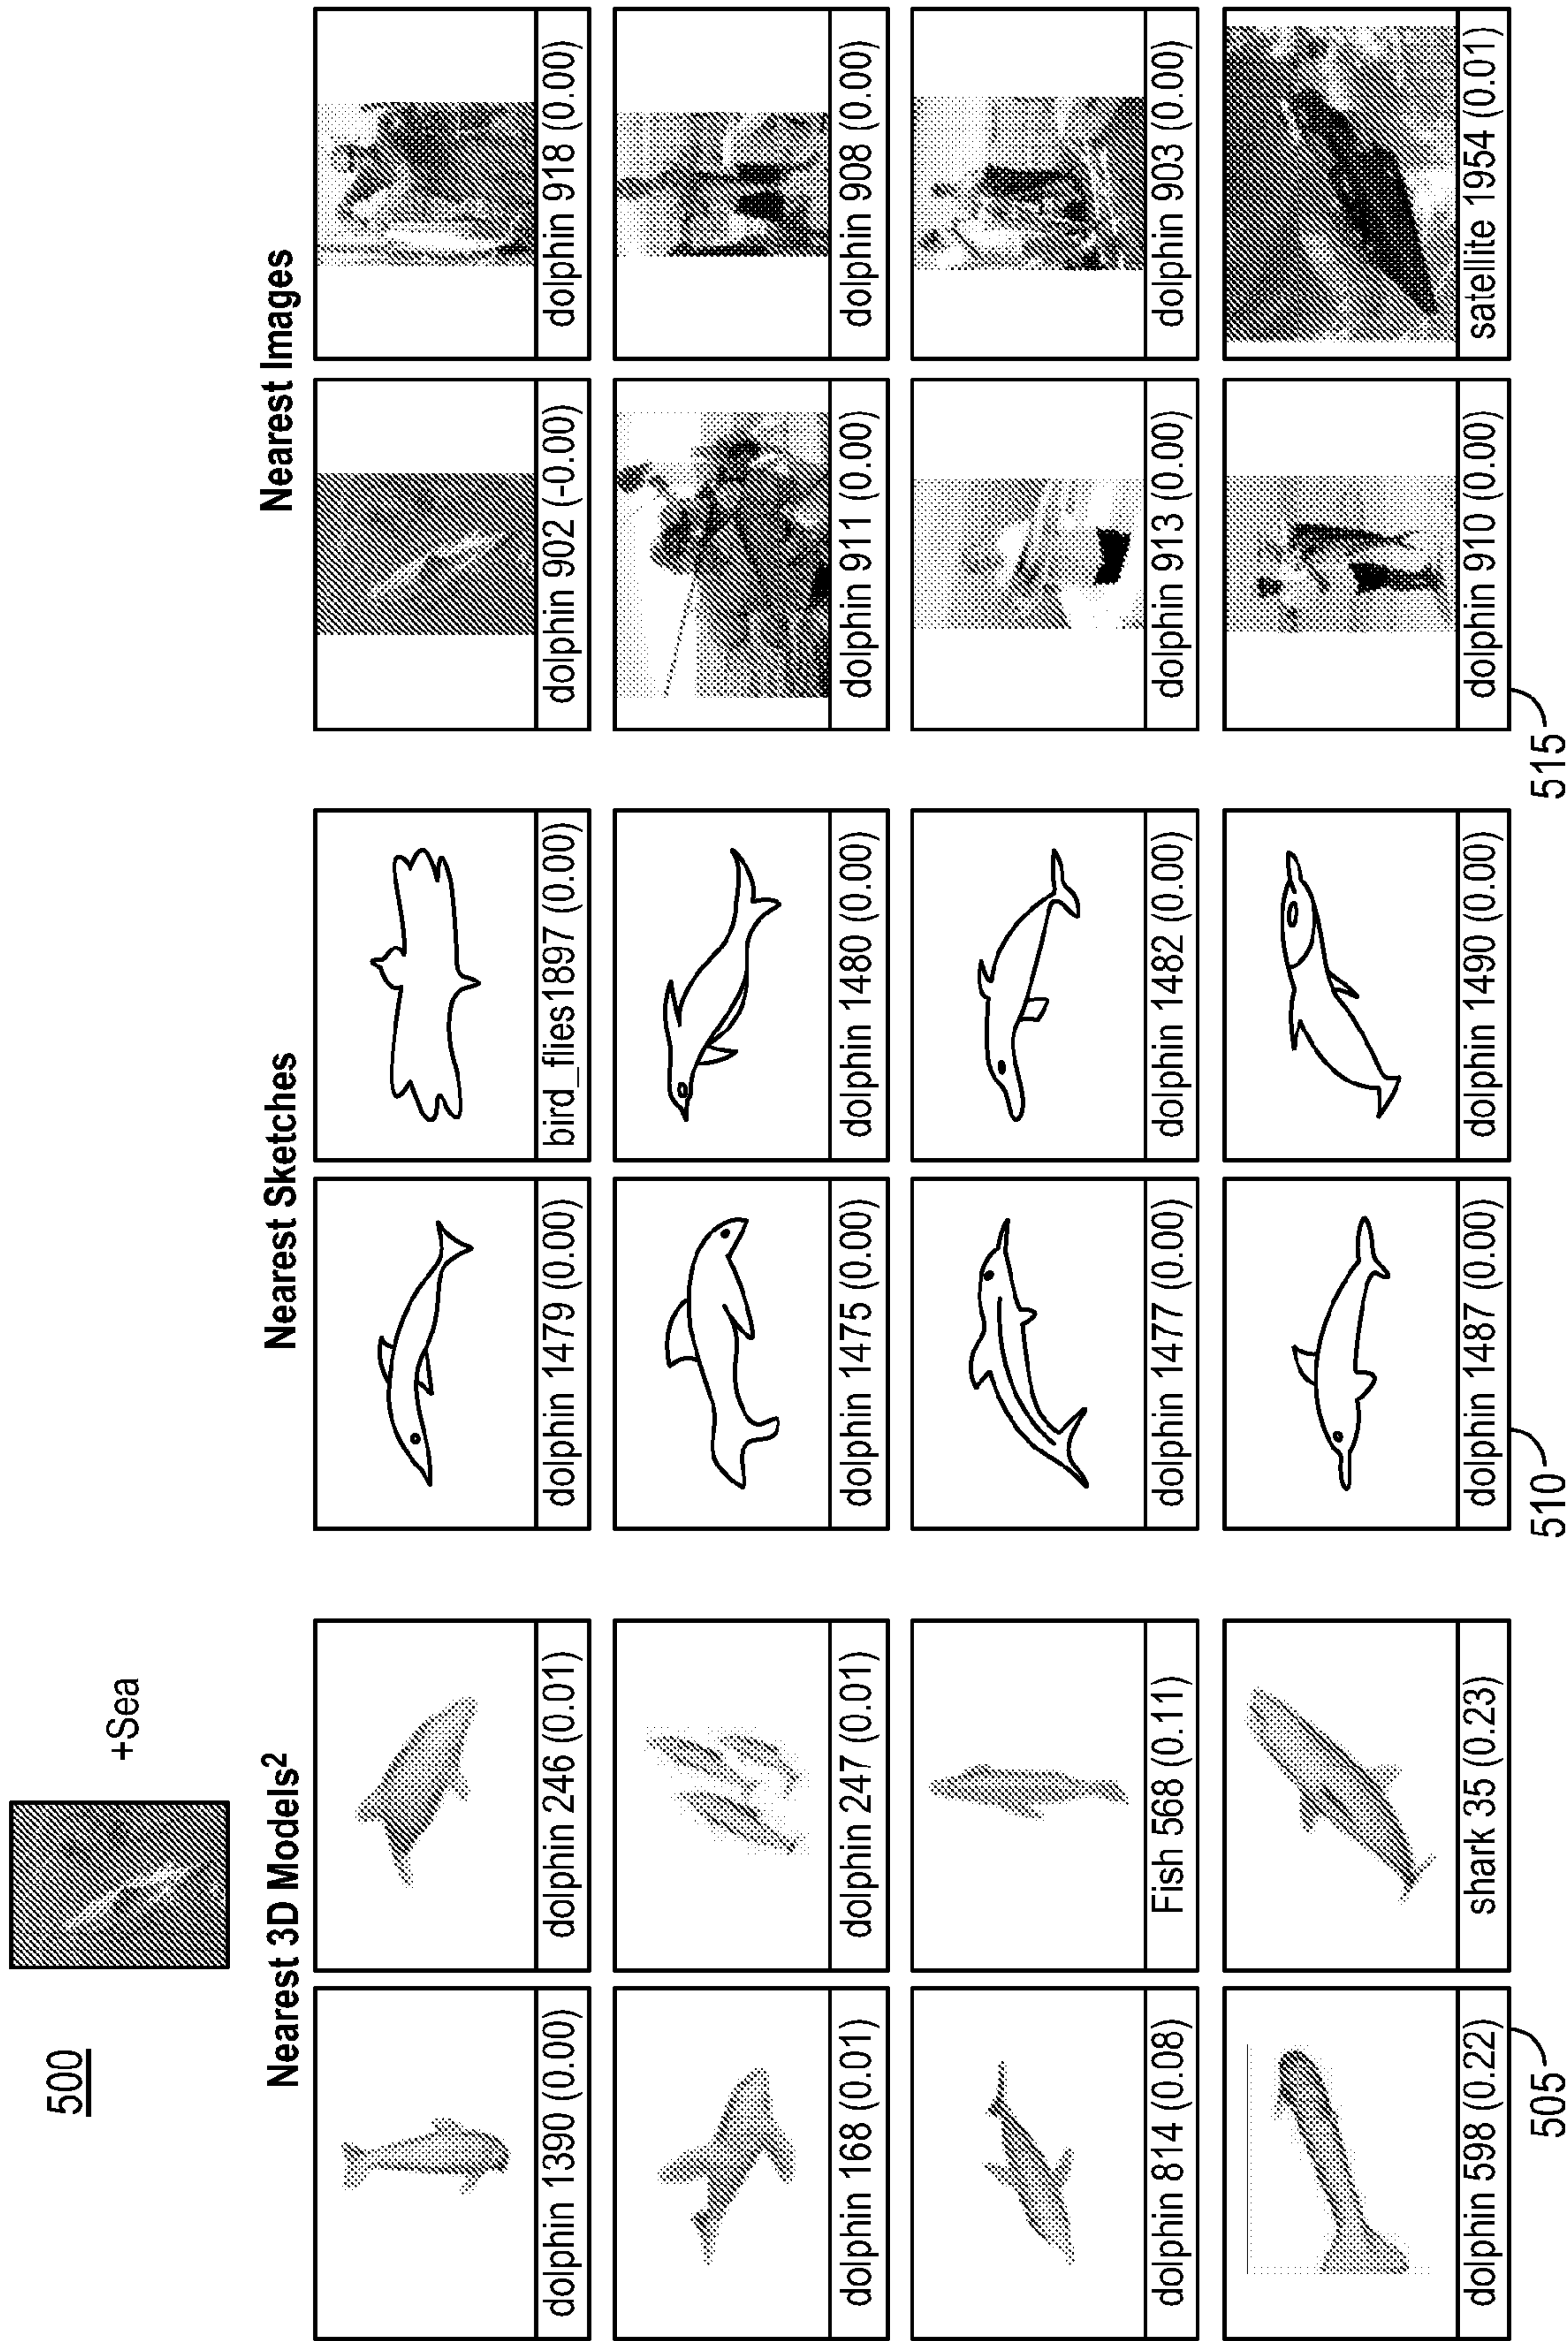 500
+Sea
Nearest 3D Models²
dolphin 1390 (0.00)
dolphin 246 (0.01)
dolphin 168 (0.01)
dolphin 247 (0.01)
dolphin 814 (0.08)
Fish 568 (0.11)
dolphin 598 (0.22)
shark 35 (0.23)
505
Nearest Sketches
dolphin 1479 (0.00)
bird_flies1897 (0.00)
dolphin 1475 (0.00)
dolphin 1480 (0.00)
dolphin 1477 (0.00)
dolphin 1482 (0.00)
dolphin 1487 (0.00)
dolphin 1490 (0.00)
510
Nearest Images
dolphin 902 (-0.00)
dolphin 918 (0.00)
dolphin 911 (0.00)
dolphin 908 (0.00)
dolphin 913 (0.00)
dolphin 903 (0.00)
dolphin 910 (0.00)
satellite 1954 (0.01)
515